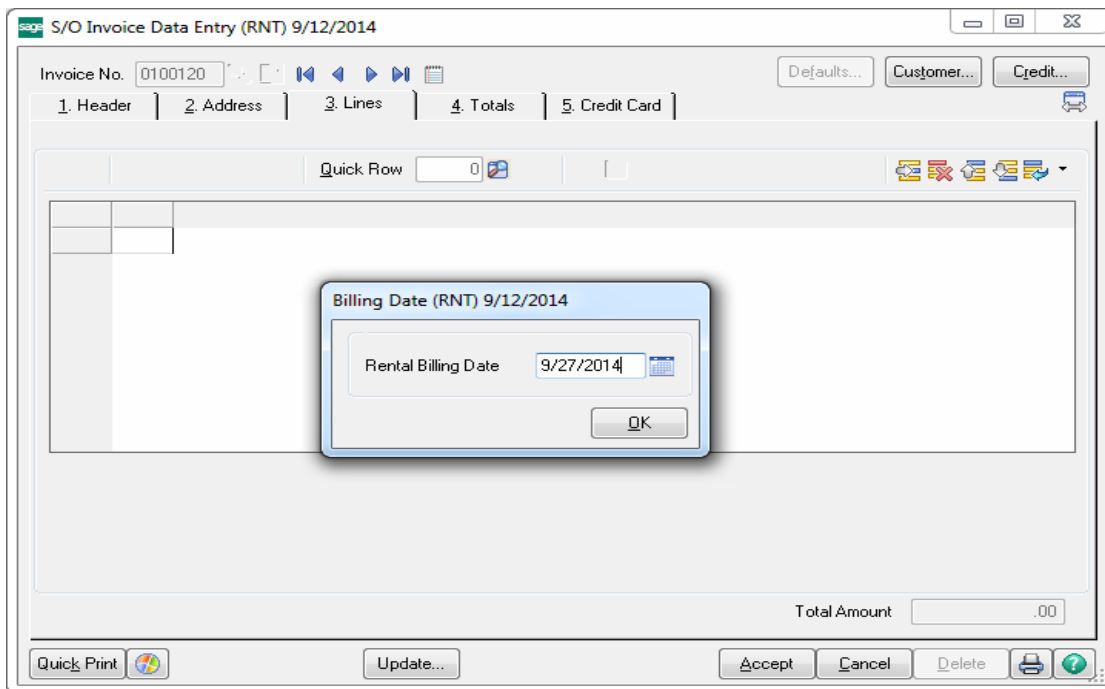 sage S/O Invoice Data Entry (RNT) 9/12/2014
Invoice No. 0100120 Defaults... Customer... Credit...
1. Header 2. Address 3. Lines 4. Totals 5. Credit Card
Quick Row 0
Billing Date (RNT) 9/12/2014
Rental Billing Date 9/27/2014
OK
Total Amount .00
Quick Print Update... Accept Cancel Delete ?